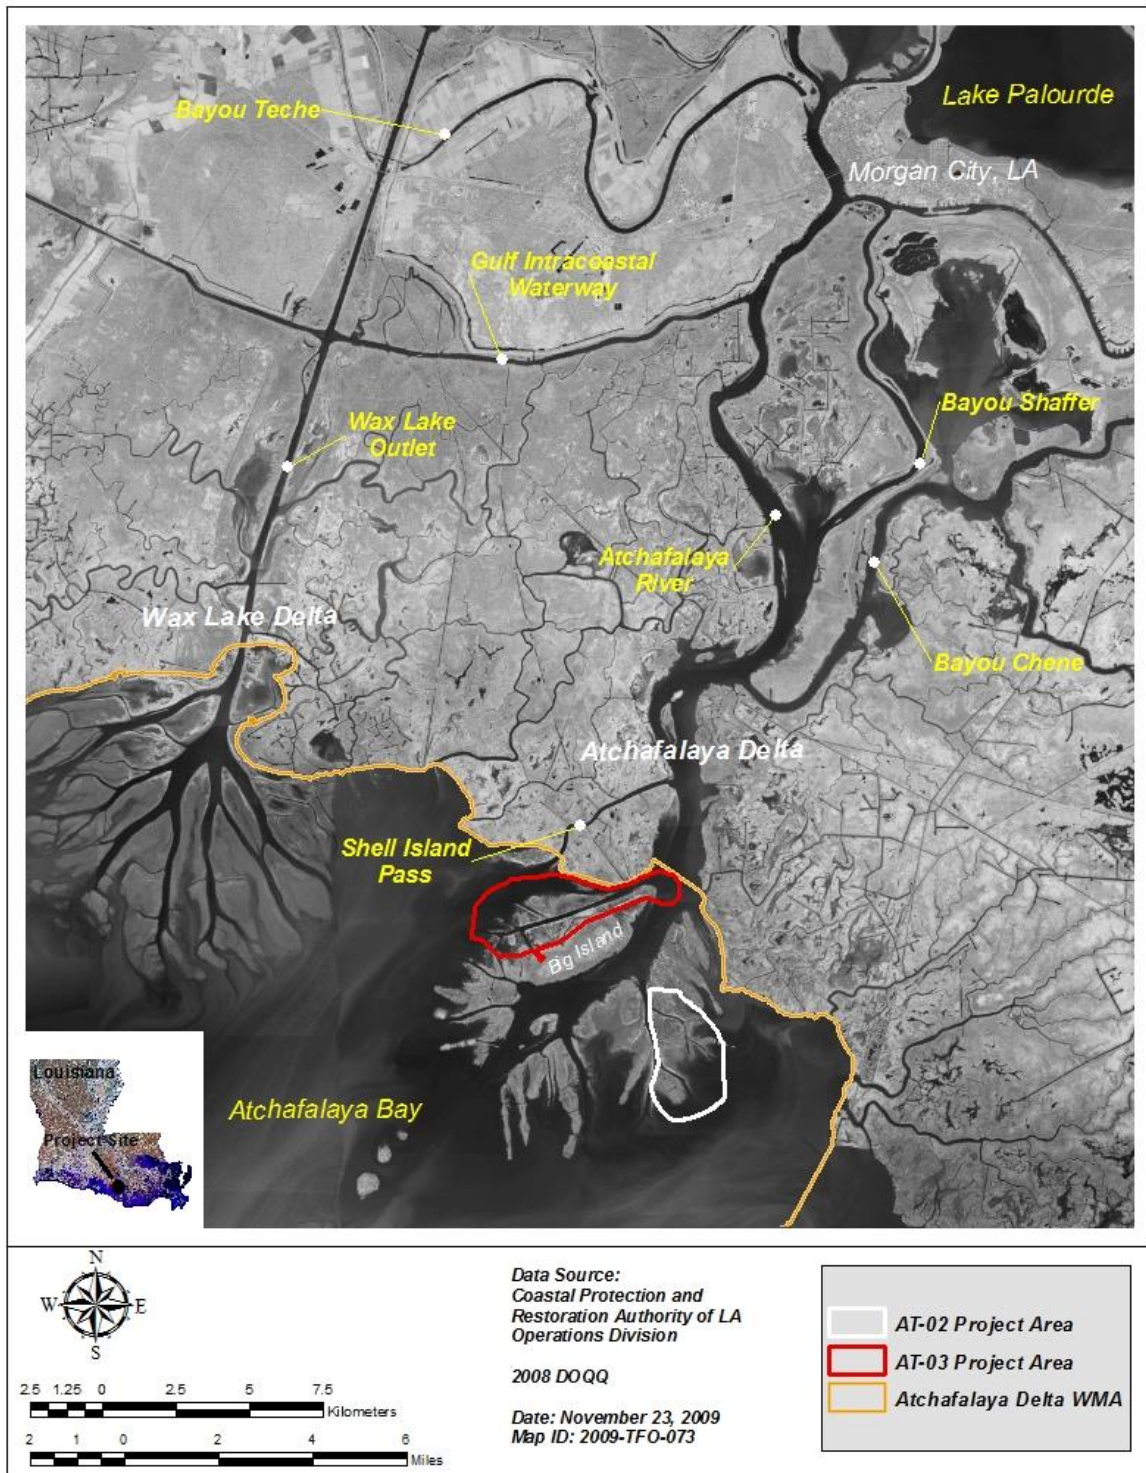 Lake Palourde
Bayou Teche
Morgan City, LA
Gulf Intracoastal
Waterway
Bayou Shaffer
Wax Lake
Outlet
Atchafalaya
River
Wax Lake Delta
Bayou Chene
Atchafalaya Delta
Shell Island
Pass
Big Island
Louisiana
Project Site
Atchafalaya Bay
N
W E
S
2.5 1.25 0 2.5 5 7.5
Kilometers
2 1 0 2 4 6
Miles
Data Source:
Coastal Protection and
Restoration Authority of LA
Operations Division
2008 DOQQ
Date: November 23, 2009
Map ID: 2009-TFO-073
AT-02 Project Area
AT-03 Project Area
Atchafalaya Delta WMA